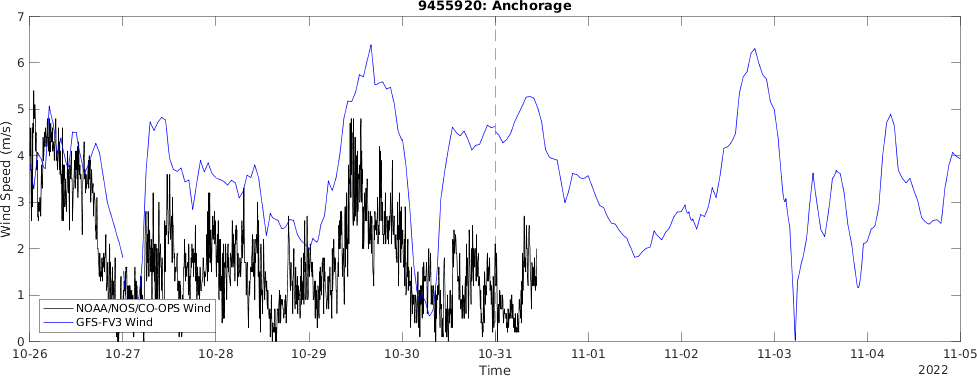 9455920: Anchorage
7
6
5
4
3
2
1
0
Wind Speed (m/s)
NOAA/NOS/CO-OPS Wind
GFS-FV3 Wind
10-26 10-27 10-28 10-29 10-30 10-31 11-01 11-02 11-03 11-04 11-05
Time
2022